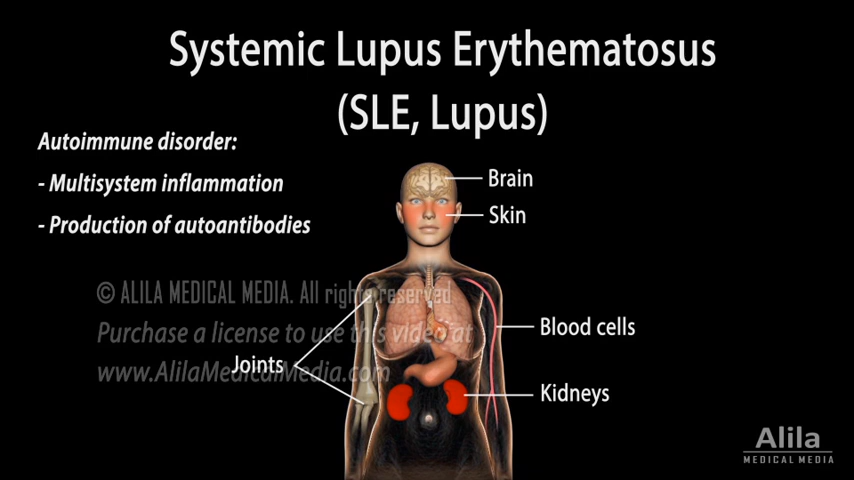 Systemic Lupus Erythematosus
(SLE, Lupus)
Autoimmune disorder:
- Multisystem inflammation
- Production of autoantibodies
Brain
Skin
© ALILA MEDICAL MEDIA. All rights reserved
Purchase a license to use this video at
www.AlilaMedicalMedia.com
Joints
Blood cells
Kidneys
Alila
MEDICAL MEDIA